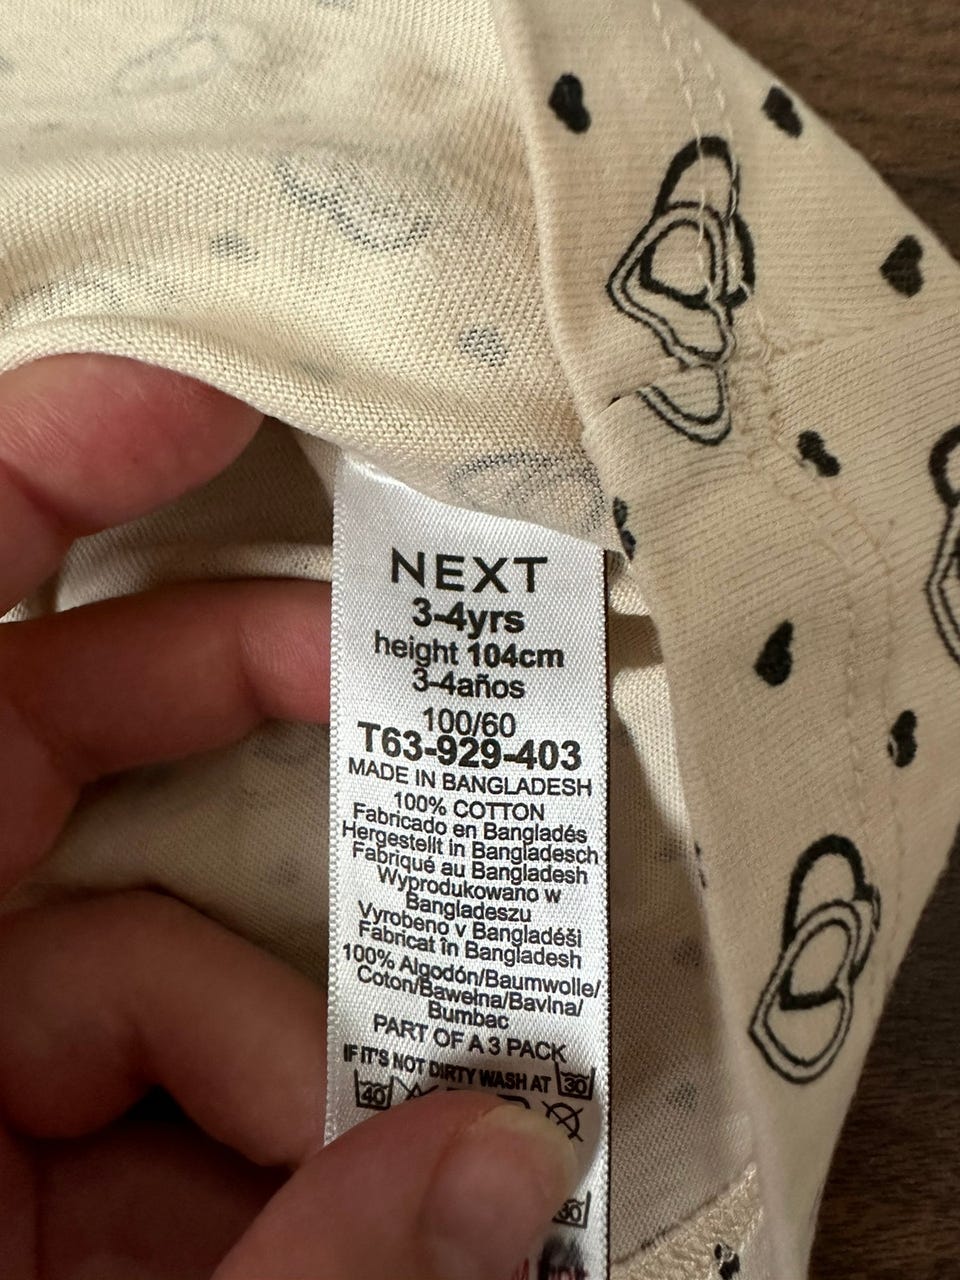 NEXT
3-4yrs
height 104cm
3-4años
100/60
T63-929-403
MADE IN BANGLADESH
100% COTTON
Fabricado en Bangladés
Hergestellt in Bangladesch
Fabriqué au Bangladesh
Wyprodukowano w
Bangladeszu
Vyrobeno v Bangladéši
Fabricat în Bangladesh
100% Algodón/Baumwolle/
Coton/Bawełna/Bavlna/
Bumbac
PART OF A 3 PACK
IF IT'S NOT DIRTY WASH AT 30
40
30